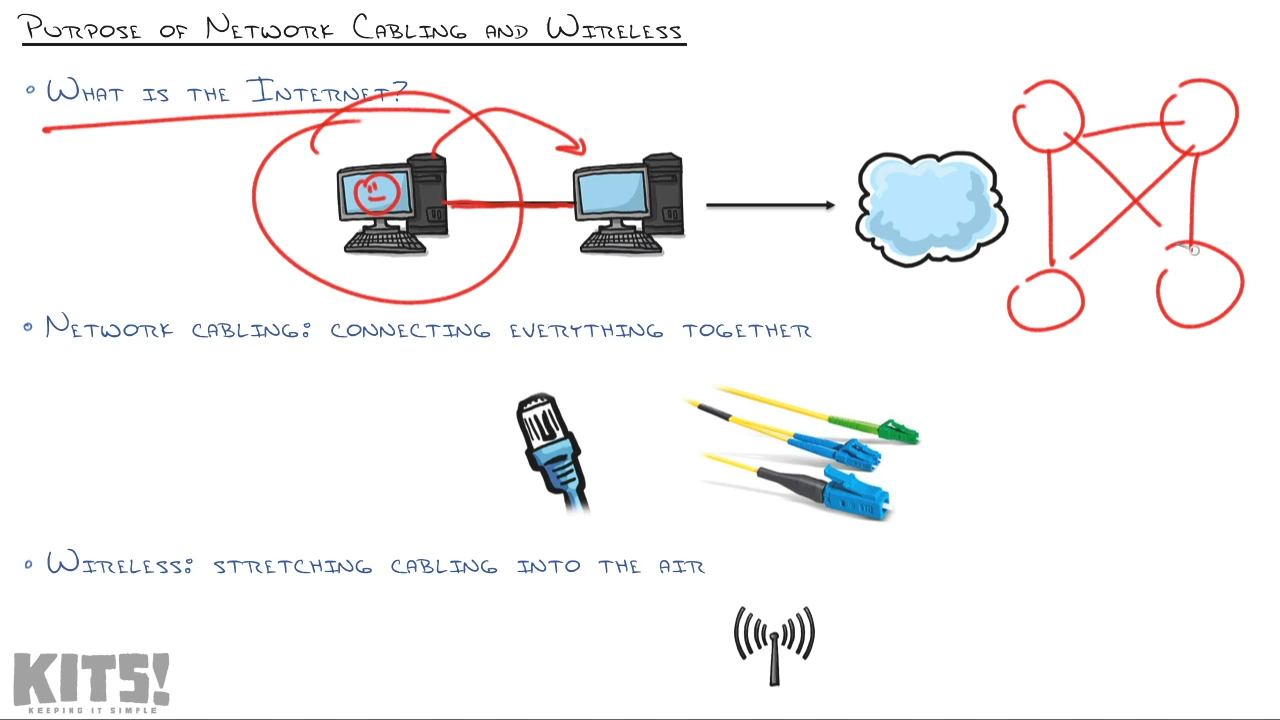 Purpose of Network Cabling and Wireless
• What is the Internet?
• Network cabling: connecting everything together
• Wireless: stretching cabling into the air
KITS!
KEEPING IT SIMPLE